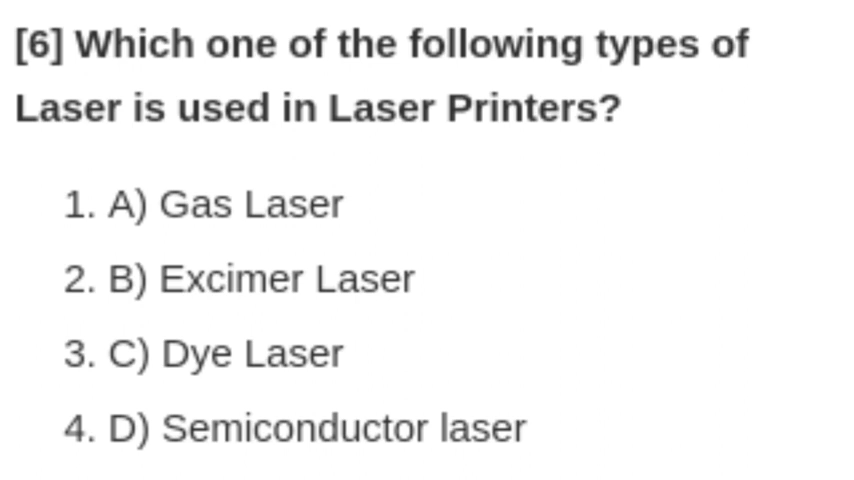 [6] Which one of the following types of
Laser is used in Laser Printers?
1. A) Gas Laser
2. B) Excimer Laser
3. C) Dye Laser
4. D) Semiconductor laser